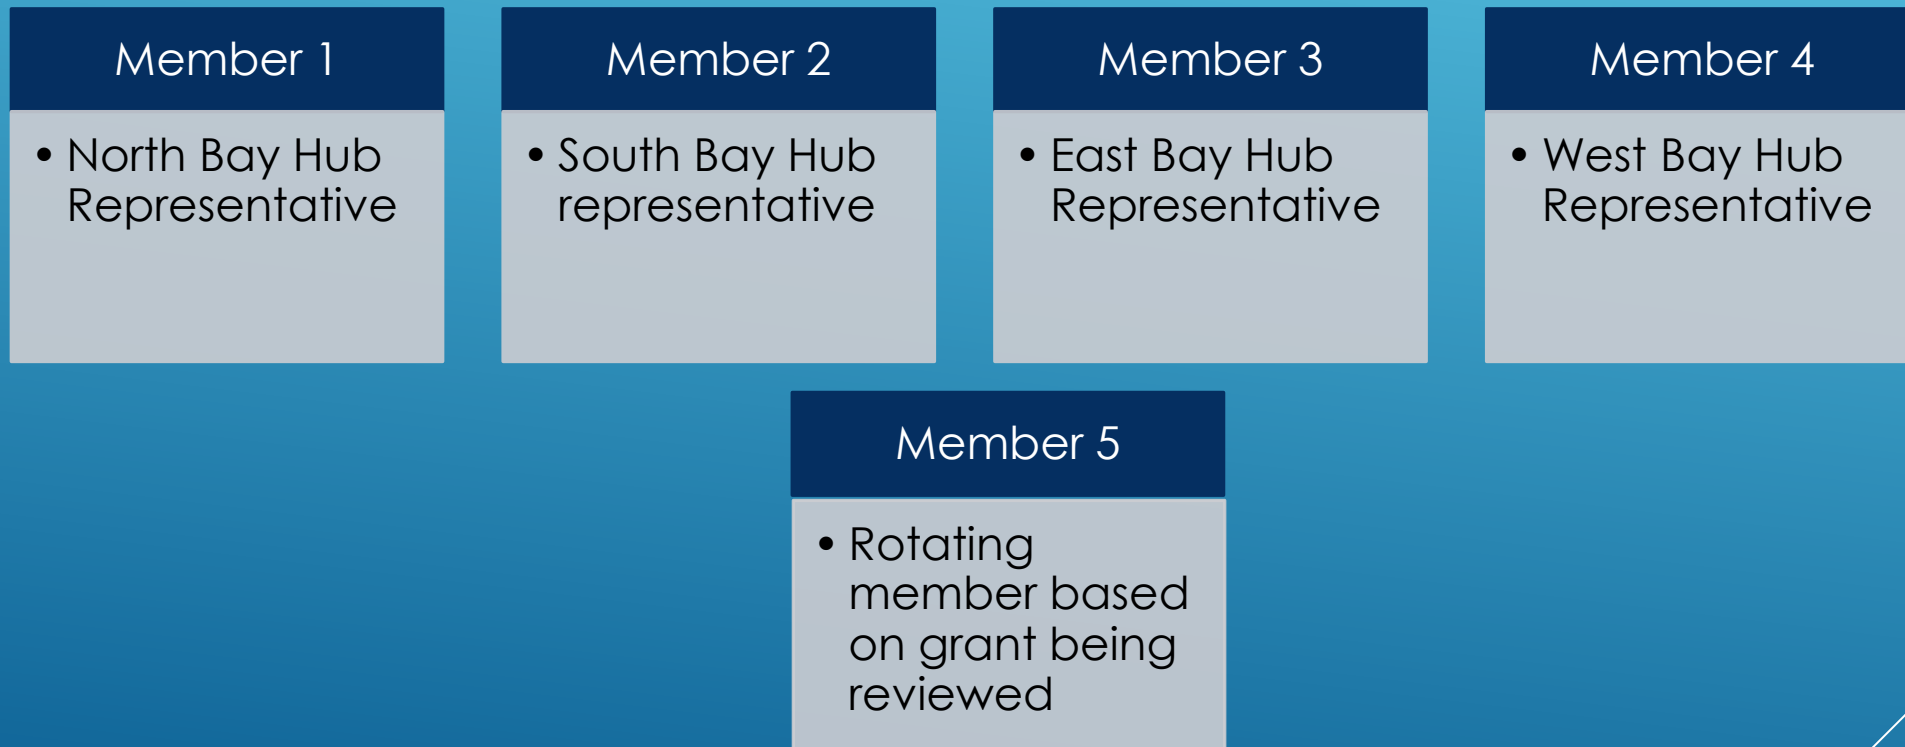 Member 1
• North Bay Hub
Representative
Member 2
• South Bay Hub
representative
Member 3
• East Bay Hub
Representative
Member 4
• West Bay Hub
Representative
Member 5
• Rotating
member based
on grant being
reviewed